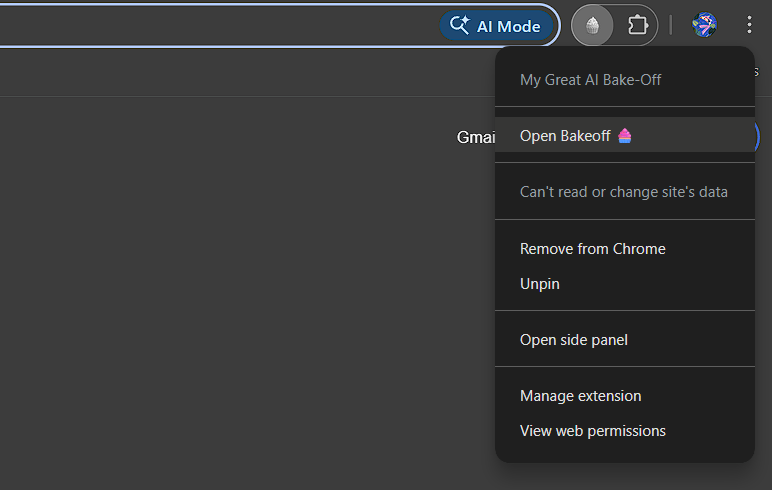 AI Mode
s
My Great AI Bake-Off
Gmai
Open Bakeoff 🧁
Can't read or change site's data
Remove from Chrome
Unpin
Open side panel
Manage extension
View web permissions